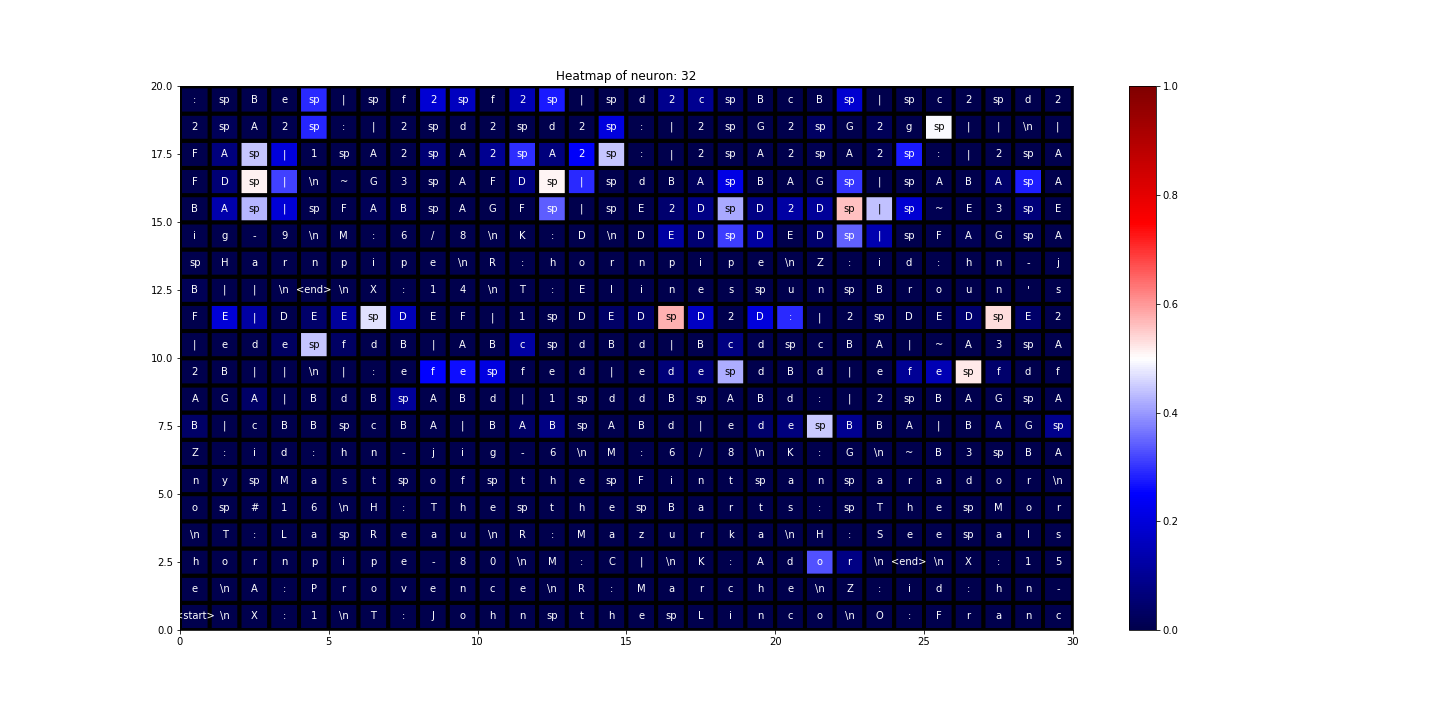 Heatmap of neuron: 32
20.0 : sp B e sp | sp f 2 sp f 2 sp | sp d 2 c sp B c B sp | sp c 2 sp d 2 1.0
2 sp A 2 sp : | 2 sp d 2 sp d 2 sp : | 2 sp G 2 sp G 2 g sp | | \n |
17.5 F A sp | 1 sp A 2 sp A 2 sp A 2 sp : | 2 sp A 2 sp A 2 sp : | 2 sp A
F D sp | \n ~ G 3 sp A F D sp | sp d B A sp B A G sp | sp A B A sp A 0.8
15.0 B A sp | sp F A B sp A G F sp | sp E 2 D sp D 2 D sp | sp ~ E 3 sp E
i g - 9 \n M : 6 / 8 \n K : D \n D E D sp D E D sp | sp F A G sp A
sp H a r n p i p e \n R : h o r n p i p e \n Z : i d : h n - j
12.5 B | | \n <end> \n X : 1 4 \n T : E l i n e s sp u n sp B r o u n ' s 0.6
F E | D E E sp D E F | 1 sp D E D sp D 2 D : | 2 sp D E D sp E 2
10.0 | e d e sp f d B | A B c sp d B d | B c d sp c B A | ~ A 3 sp A
2 B | | \n | : e f e sp f e d | e d e sp d B d | e f e sp f d f
A G A | B d B sp A B d | 1 sp d d B sp A B d : | 2 sp B A G sp A 0.4
7.5 B | c B B sp c B A | B A B sp A B d | e d e sp B B A | B A G sp
Z : i d : h n - j i g - 6 \n M : 6 / 8 \n K : G \n ~ B 3 sp B A
5.0 n y sp M a s t sp o f sp t h e sp F i n t sp a n sp a r a d o r \n
o sp # 1 6 \n H : T h e sp t h e sp B a r t s : sp T h e sp M o r 0.2
\n T : L a sp R e a u \n R : M a z u r k a \n H : S e e sp a l s
2.5 h o r n p i p e - 8 0 \n M : C | \n K : A d o r \n <end> \n X : 1 5
e \n A : P r o v e n c e \n R : M a r c h e \n Z : i d : h n -
0.0 <start> \n X : 1 \n T : J o h n sp t h e sp L i n c o \n O : F r a n c 0.0
0 5 10 15 20 25 30